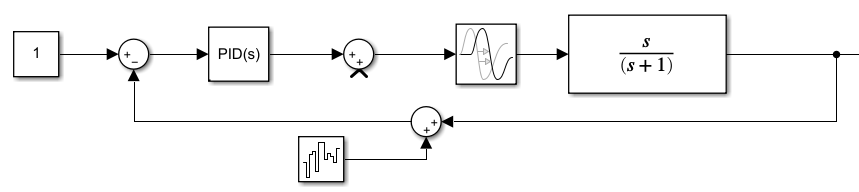 1
+
−
PID(s)
+
+
s
(s + 1)
+
+